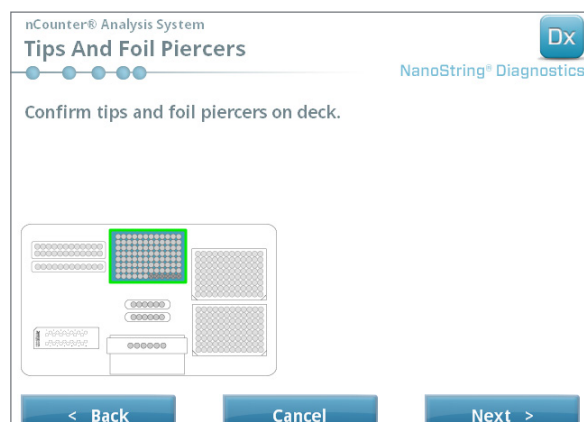 nCounter® Analysis System
Tips And Foil Piercers
Dx
NanoString® Diagnostics
Confirm tips and foil piercers on deck.
< Back
Cancel
Next >